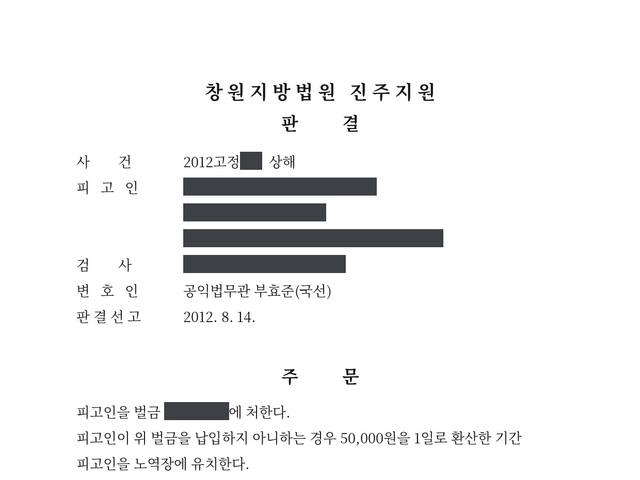 창원지방법원 진주지원
판 결
사 건 2012고정 상해
피 고 인
검 사
변 호 인 공익법무관 부효준(국선)
판 결 선 고 2012. 8. 14.
주 문
피고인을 벌금 에 처한다.
피고인이 위 벌금을 납입하지 아니하는 경우 50,000원을 1일로 환산한 기간
피고인을 노역장에 유치한다.